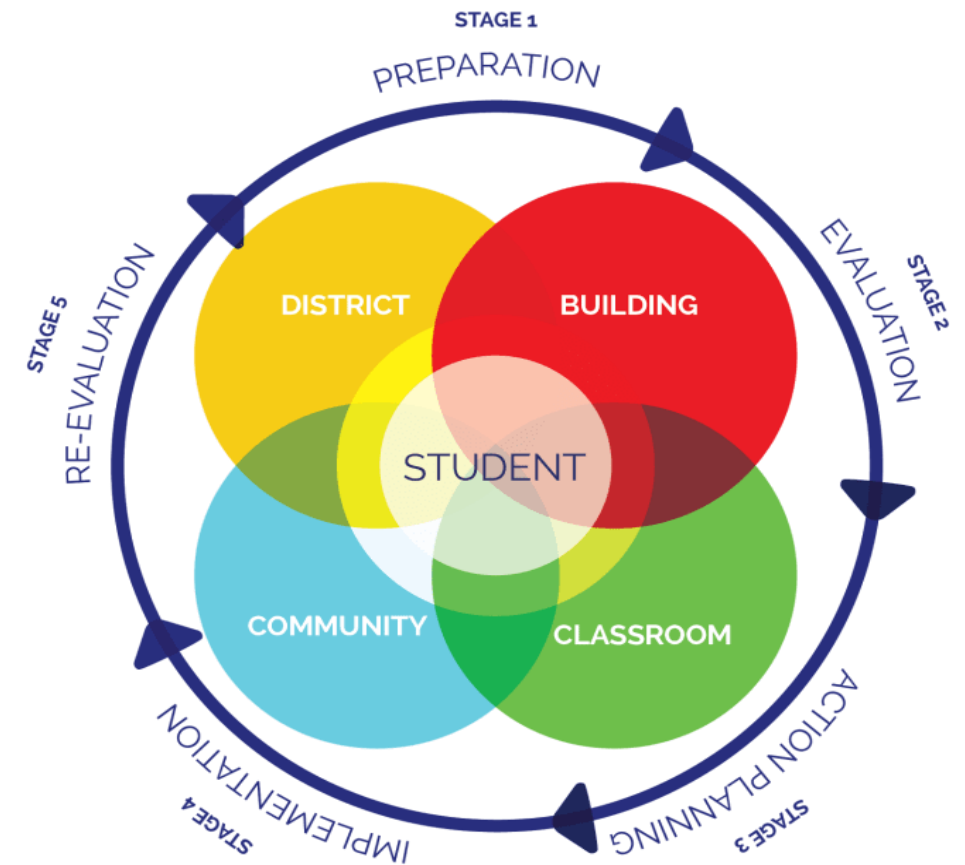 STAGE 1
PREPARATION
EVALUATION
STAGE 2
DISTRICT
BUILDING
STUDENT
COMMUNITY
CLASSROOM
ACTION PLANNING
STAGE 3
IMPLEMENTATION
STAGE 4
RE-EVALUATION
STAGE 5